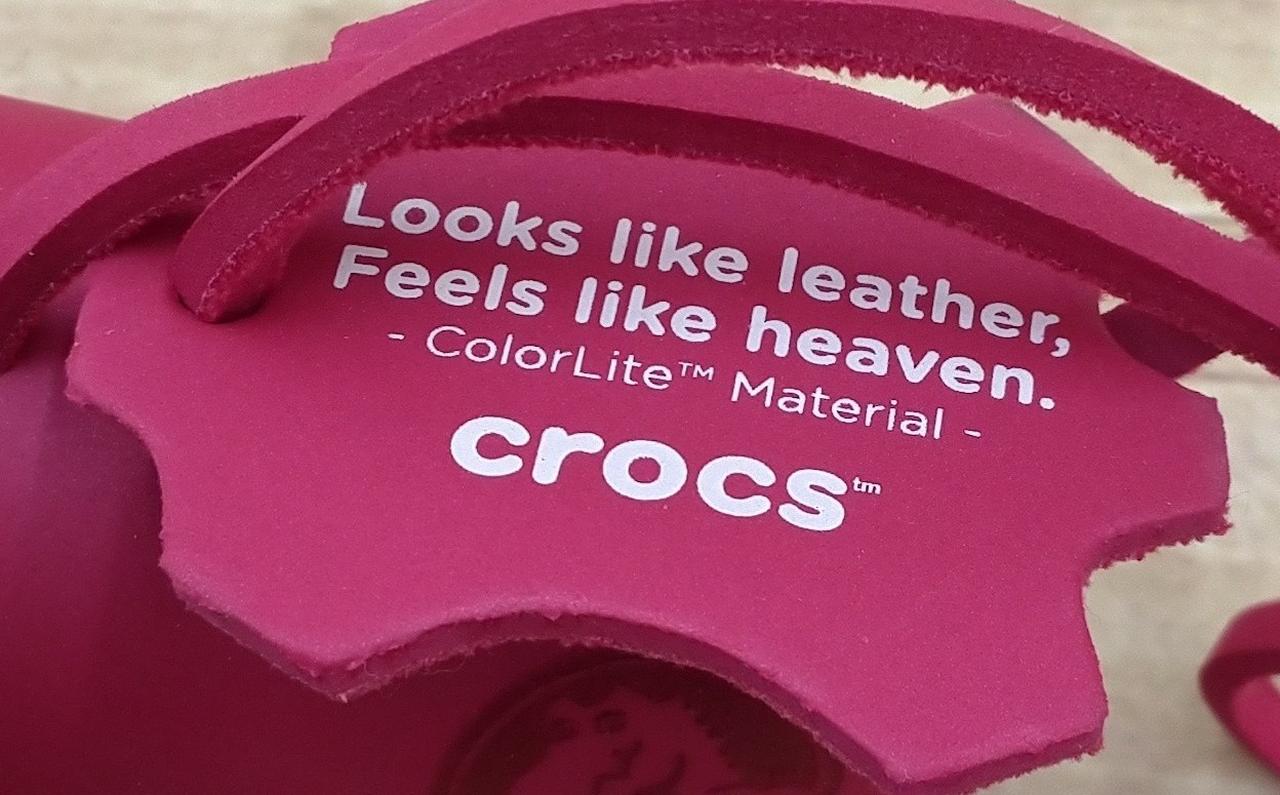 Looks like leather,
Feels like heaven.
- ColorLite™ Material -
crocs™